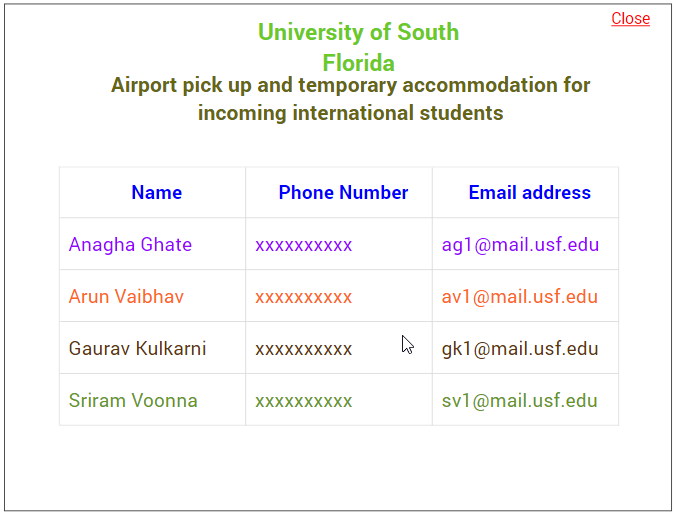 Close
University of South
Florida
Airport pick up and temporary accommodation for
incoming international students
Name Phone Number Email address
Anagha Ghate xxxxxxxxxx ag1@mail.usf.edu
Arun Vaibhav xxxxxxxxxx av1@mail.usf.edu
Gaurav Kulkarni xxxxxxxxxx gk1@mail.usf.edu
Sriram Voonna xxxxxxxxxx sv1@mail.usf.edu